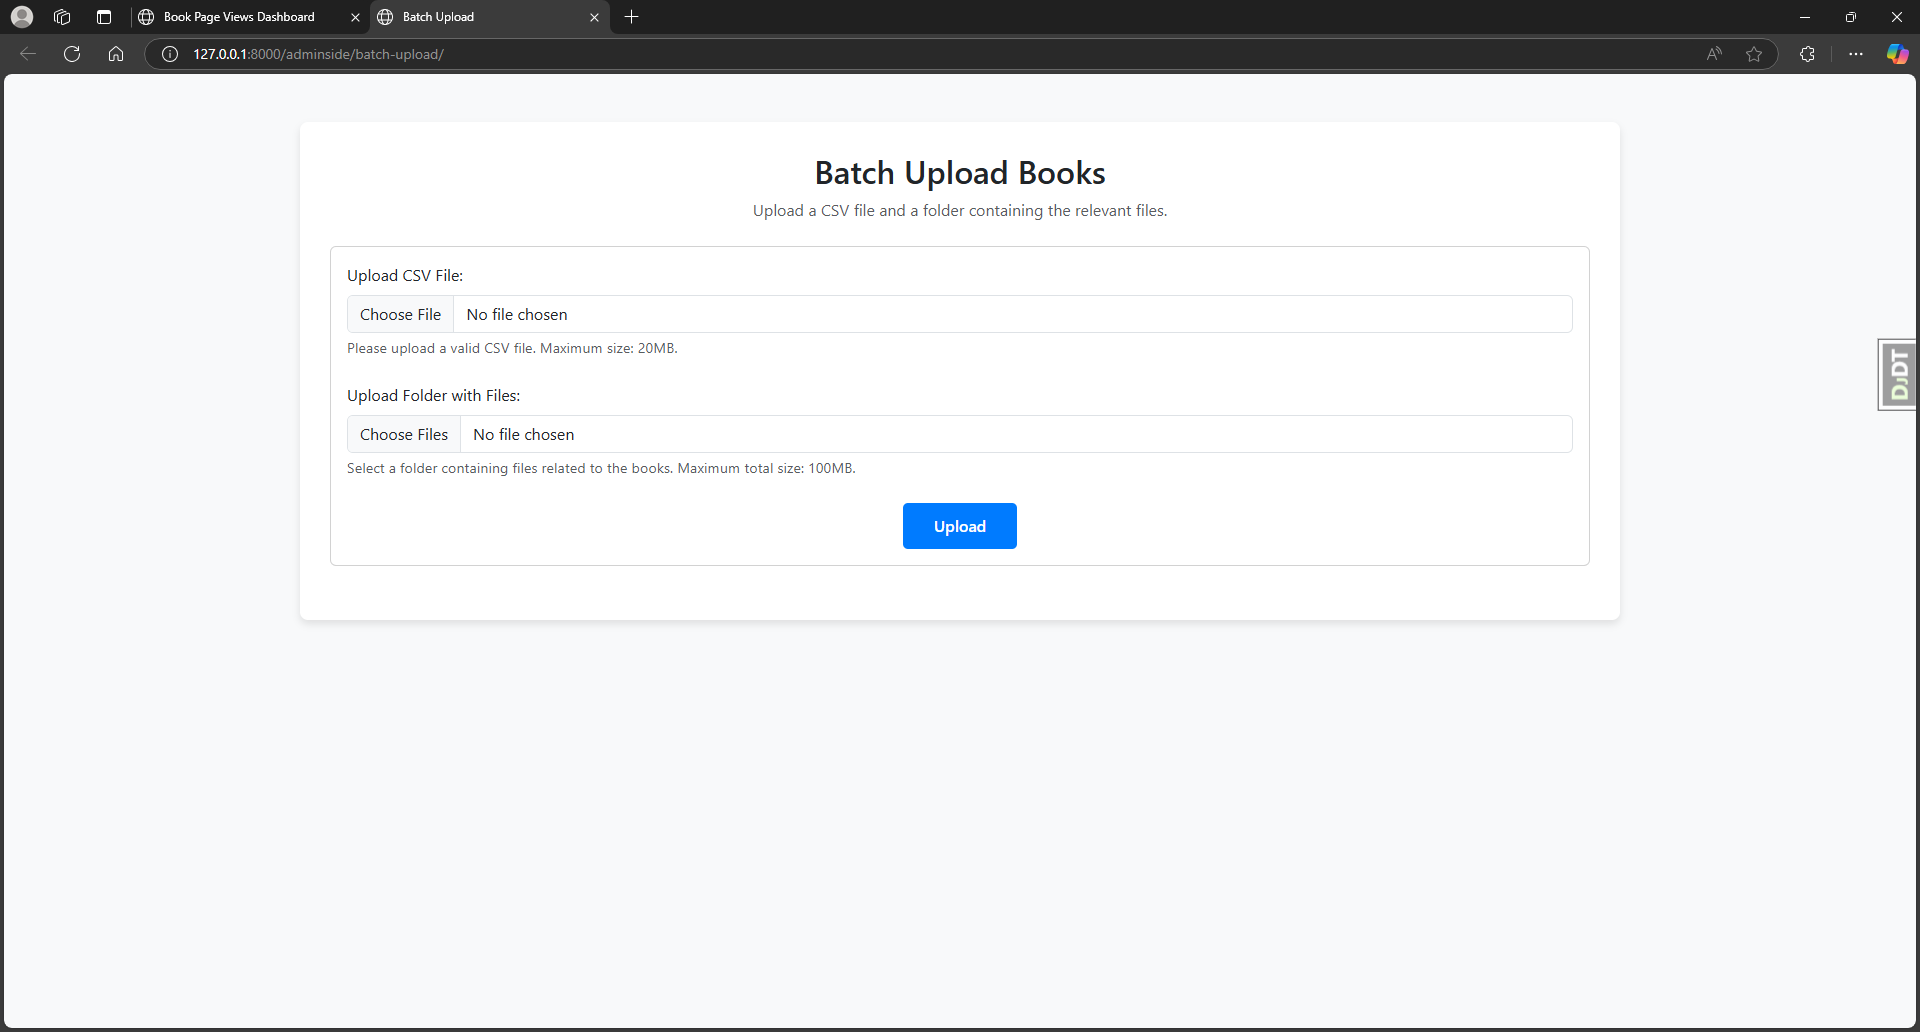 Book Page Views Dashboard
Batch Upload
127.0.0.1:8000/adminside/batch-upload/
Batch Upload Books
Upload a CSV file and a folder containing the relevant files.
Upload CSV File:
Choose File No file chosen
Please upload a valid CSV file. Maximum size: 20MB.
DJDT
Upload Folder with Files:
Choose Files No file chosen
Select a folder containing files related to the books. Maximum total size: 100MB.
Upload